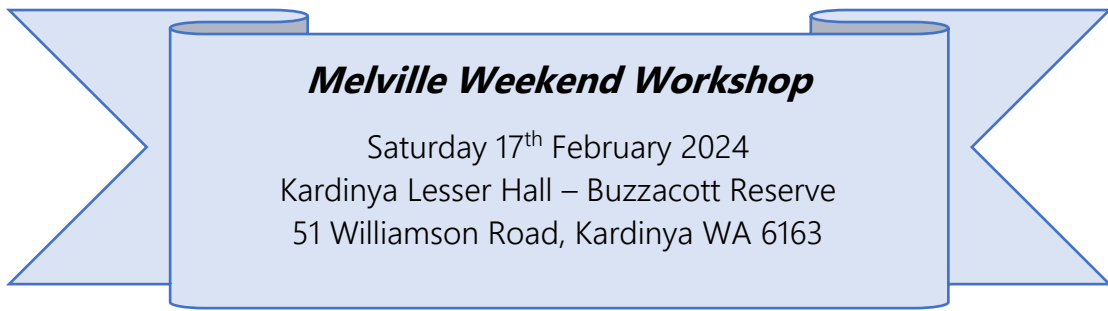 Melville Weekend Workshop
Saturday 17th February 2024
Kardinya Lesser Hall – Buzzacott Reserve
51 Williamson Road, Kardinya WA 6163